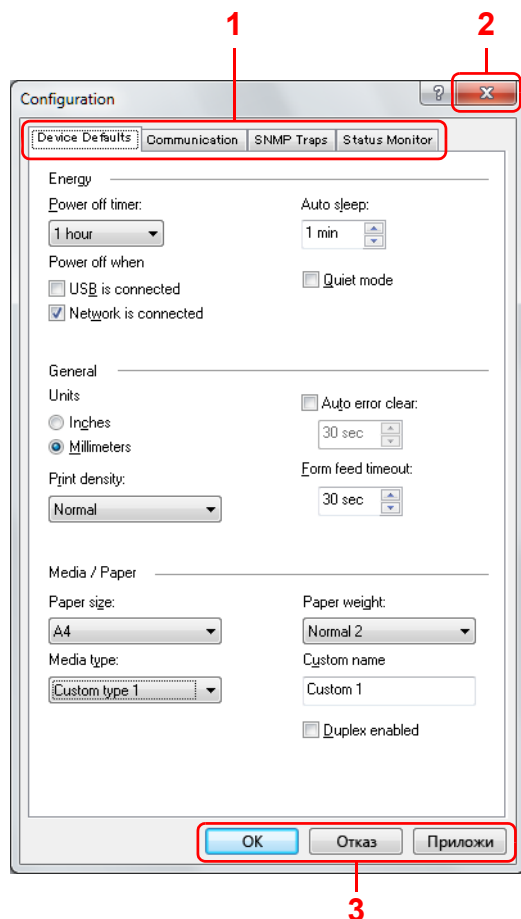 1
2
Configuration
?
Device Defaults Communication SNMP Traps Status Monitor
Energy
Power off timer: Auto sleep:
1 hour 1 min
Power off when
USB is connected Quiet mode
Network is connected
General
Units
Inches Auto error clear:
Millimeters 30 sec
Print density: Form feed timeout:
Normal 30 sec
Media / Paper
Paper size: Paper weight:
A4 Normal 2
Media type: Custom name
Custom type 1 Custom 1
Duplex enabled
OK Отказ Приложи
3